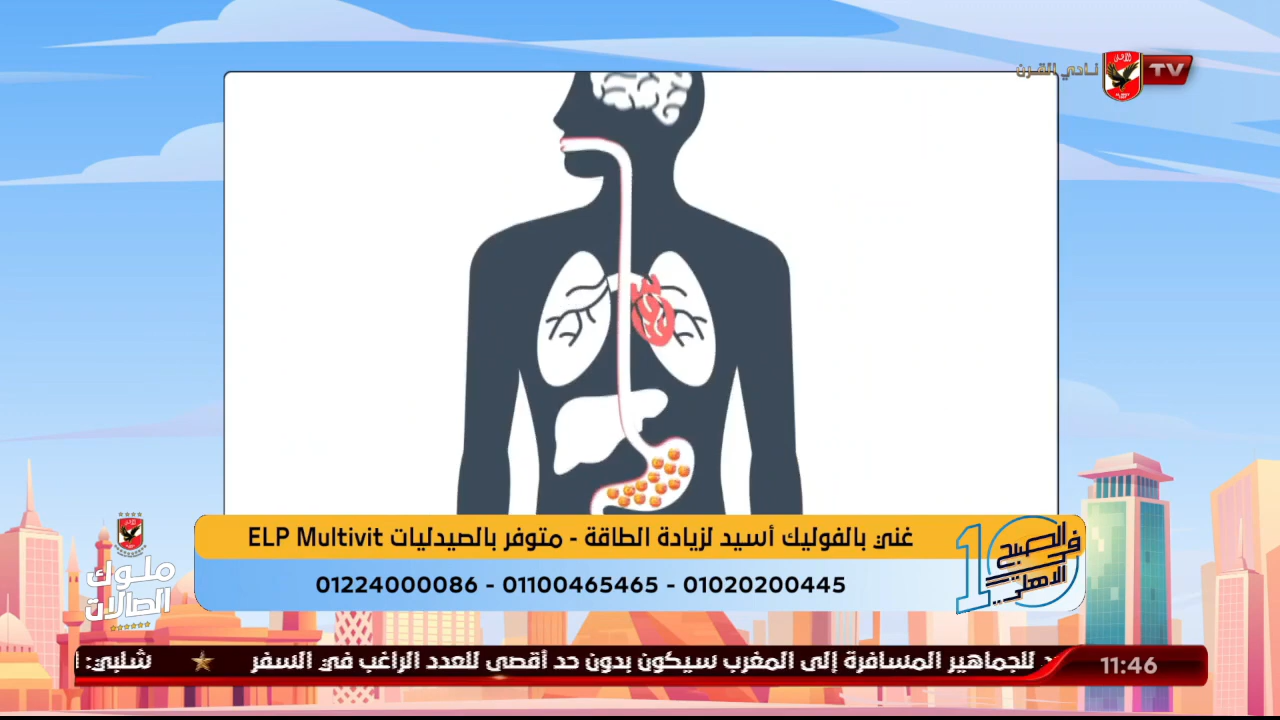 نادي القرن
TV
غني بالفوليك أسيد لزيادة الطاقة - متوفر بالصيدليات ELP Multivit
01224000086 - 01100465465 - 01020200445
10 الصبح في الأهلي
ملوك الصالات
للجماهير المسافرة إلى المغرب سيكون بدون حد أقصى للعدد الراغب في السفر ★ شلبي:
11:46